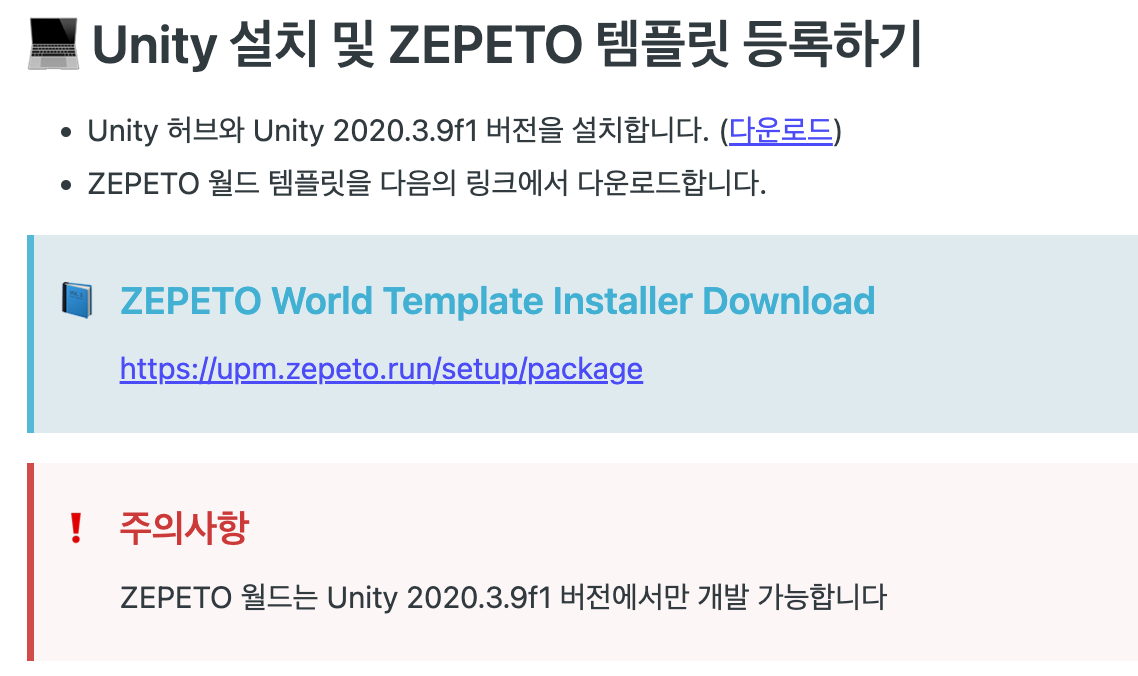 Unity 설치 및 ZEPETO 템플릿 등록하기
Unity 허브와 Unity 2020.3.9f1 버전을 설치합니다. (다운로드)
ZEPETO 월드 템플릿을 다음의 링크에서 다운로드합니다.
ZEPETO World Template Installer Download
https://upm.zepeto.run/setup/package
주의사항
ZEPETO 월드는 Unity 2020.3.9f1 버전에서만 개발 가능합니다